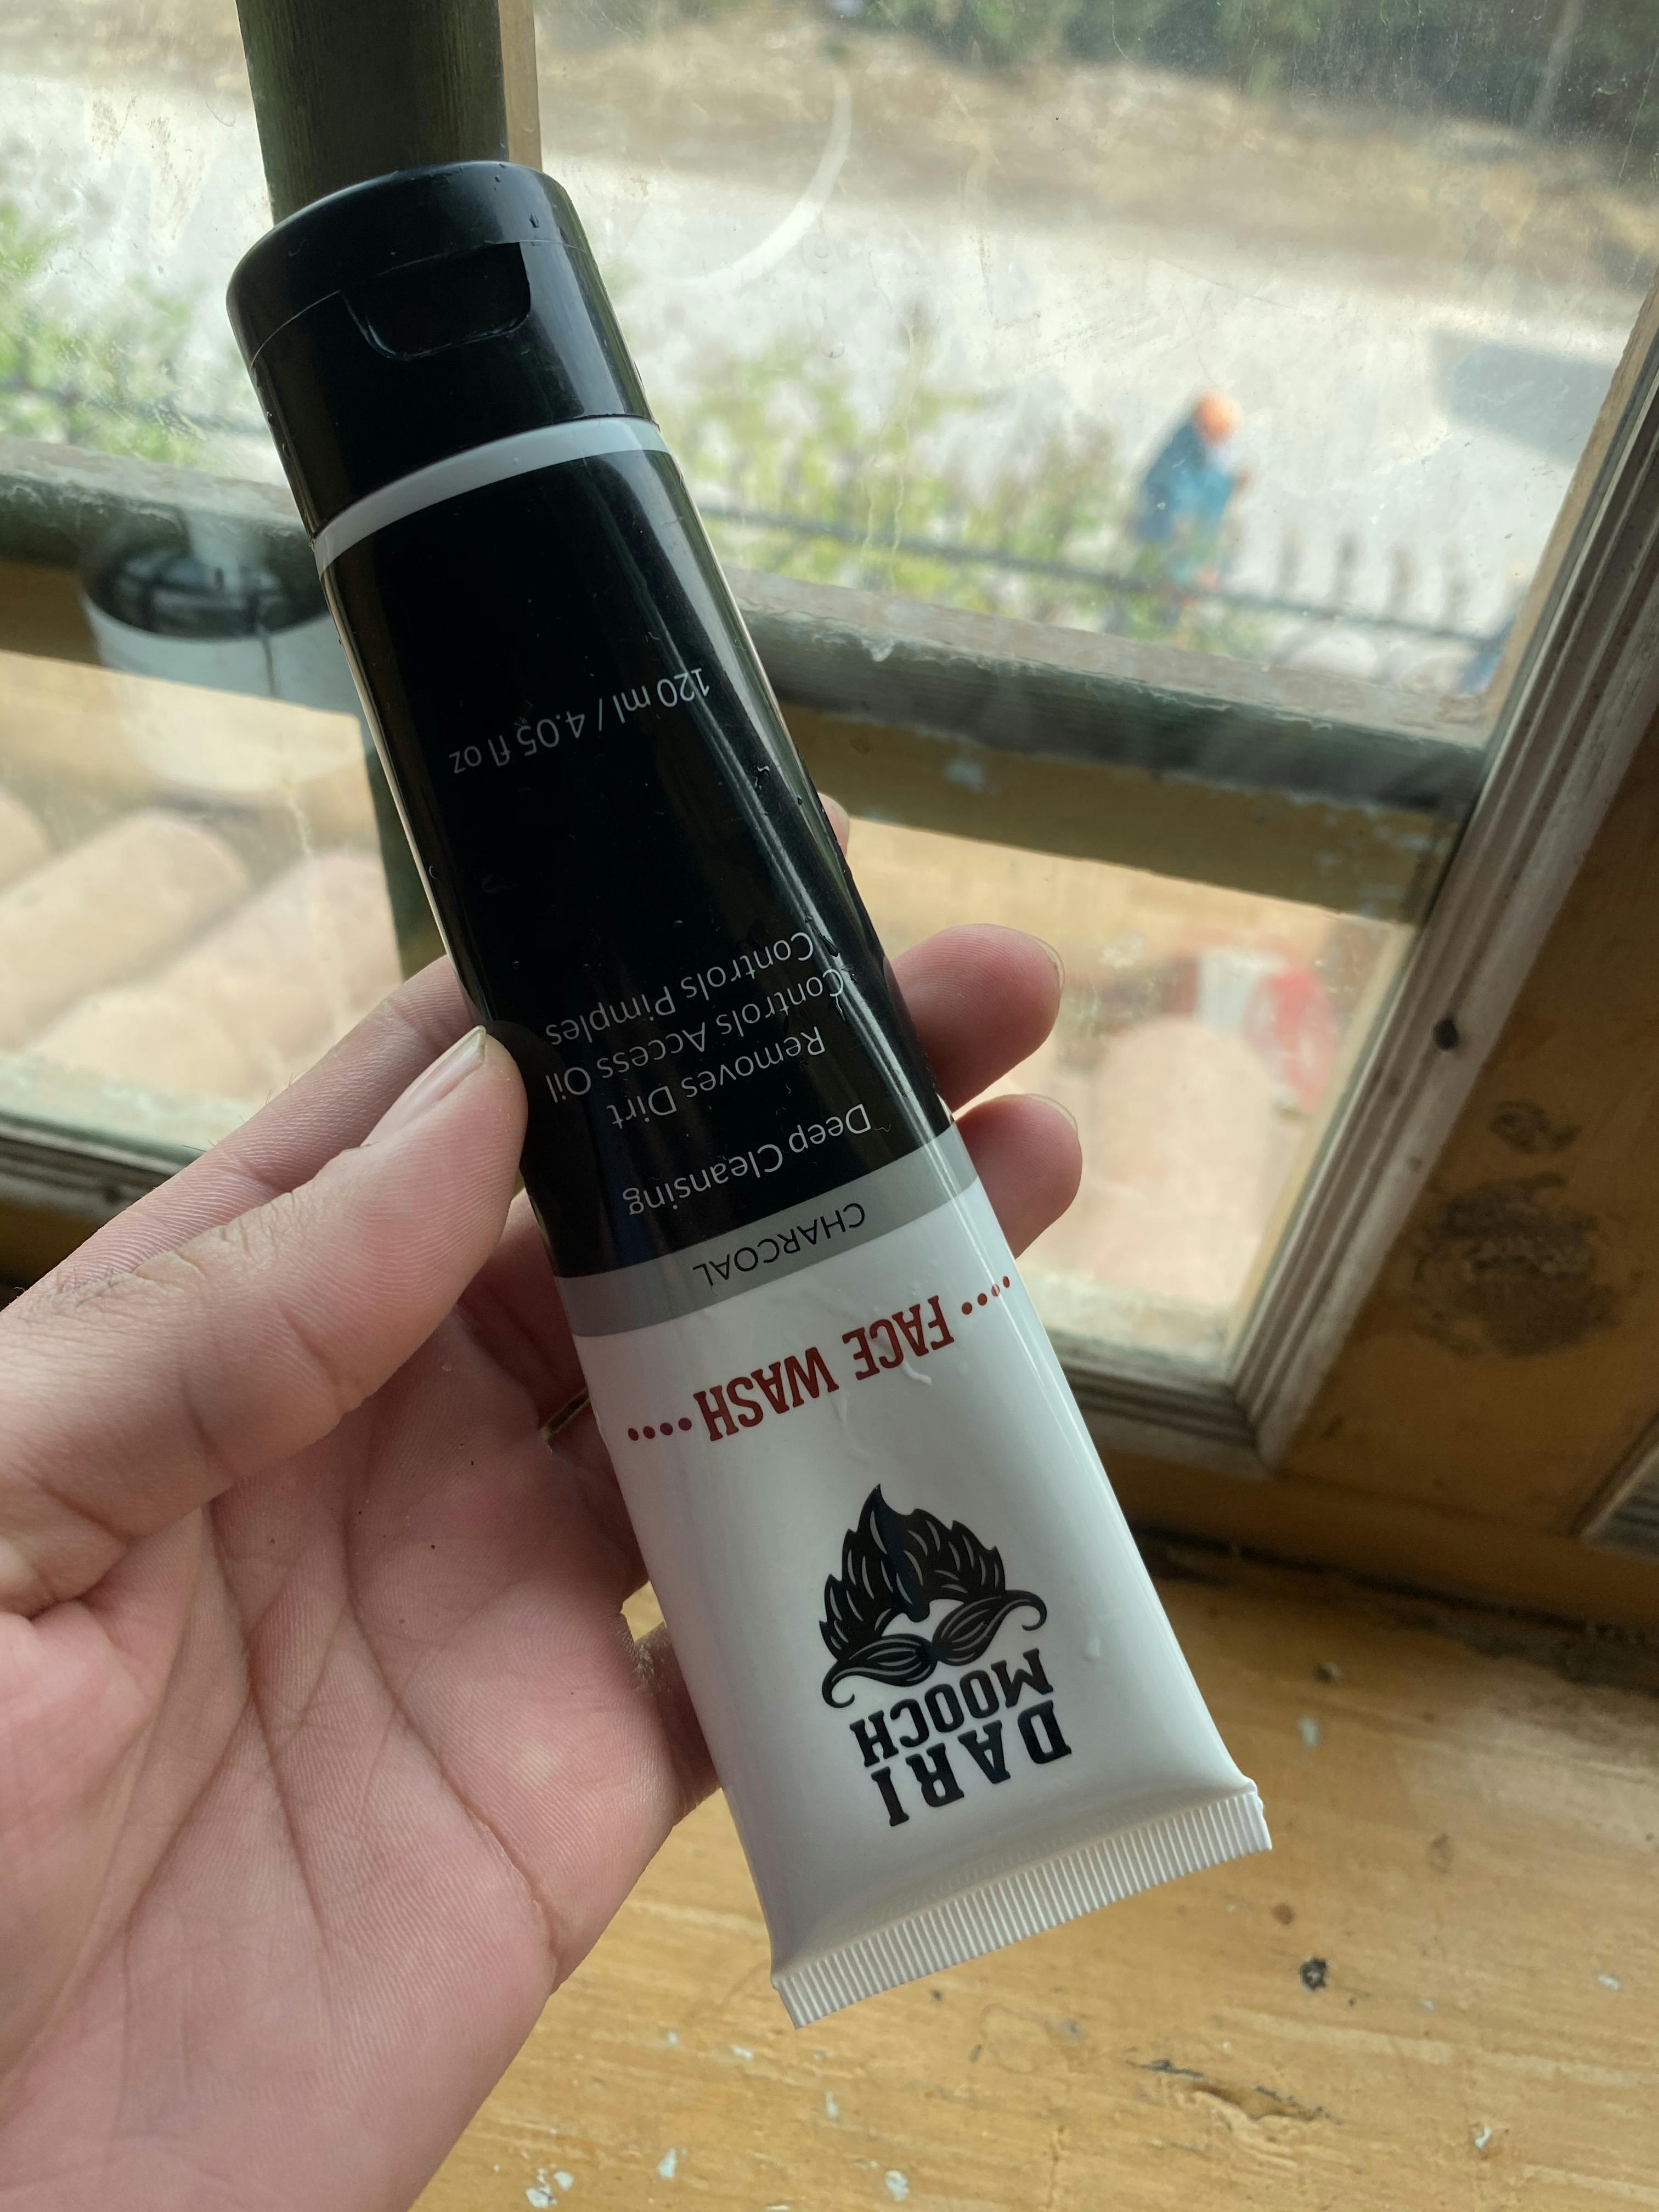 DARI
MOOCH
FACE WASH
CHARCOAL
Deep Cleansing
Removes Dirt
Controls Access Oil
Controls Pimples
120 ml / 4.05 fl oz